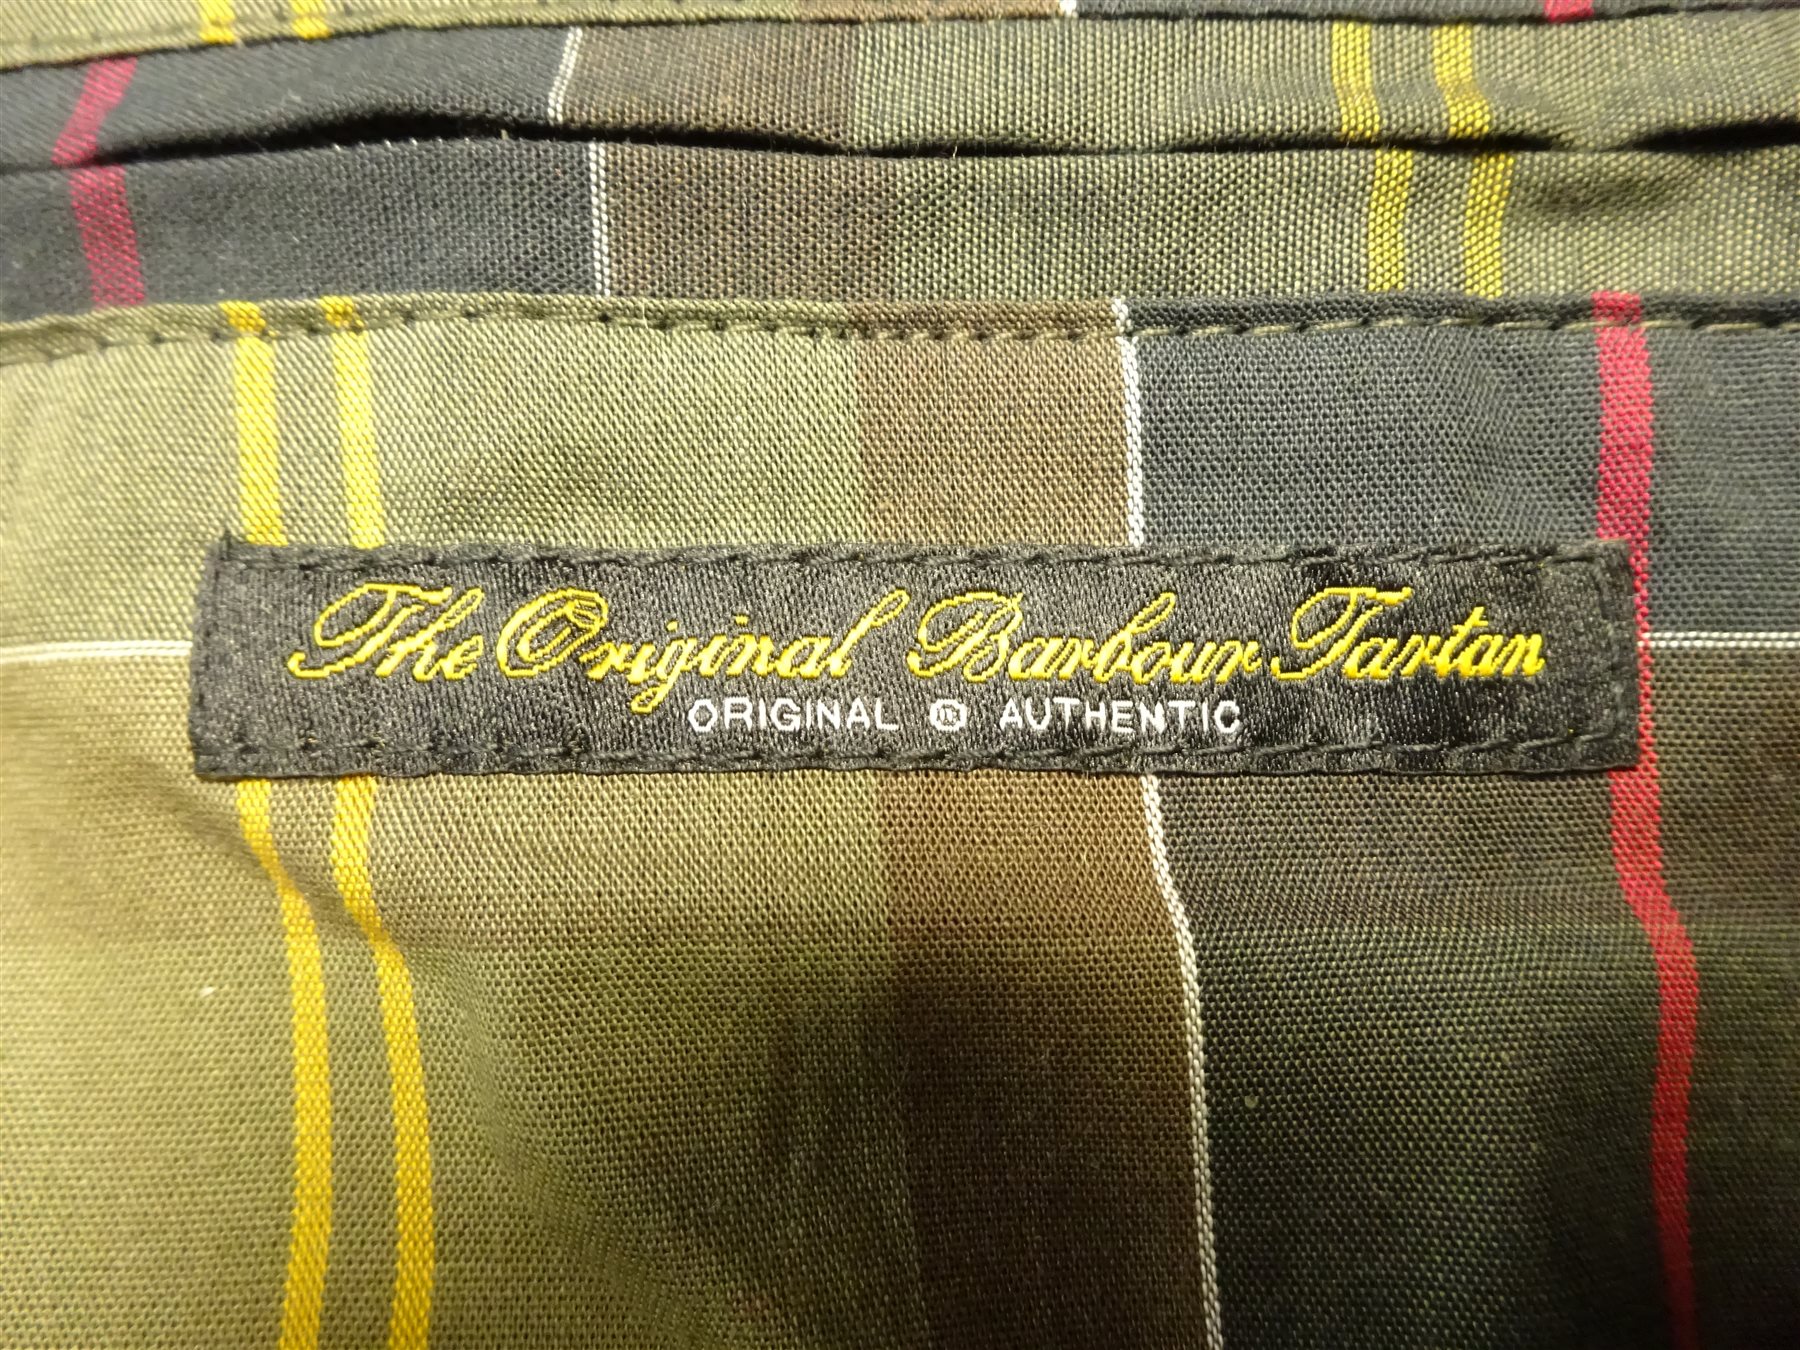 The Original Barbour Tartan
ORIGINAL AUTHENTIC